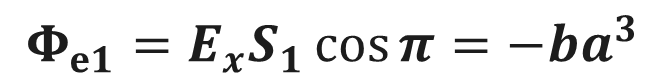 Φₑ₁ = EₓS₁ cos π = −ba³